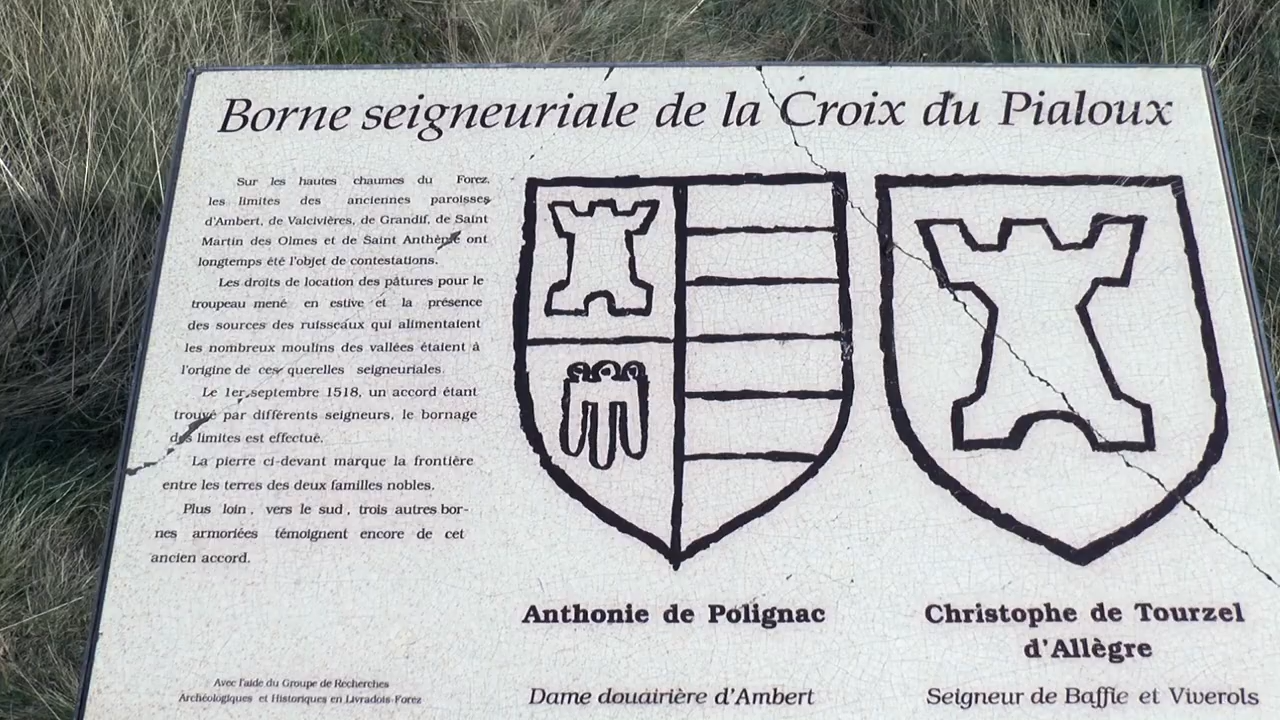 Borne seigneuriale de la Croix du Pialoux
Sur les hautes chaumes du Forez,
les limites des anciennes paroisses
d'Ambert, de Valcivières, de Grandif, de Saint
Martin des Olmes et de Saint Anthème ont
longtemps été l'objet de contestations.
Les droits de location des pâtures pour le
troupeau mené en estive et la présence
des sources des ruisseaux qui alimentaient
les nombreux moulins des vallées étaient à
l'origine de ces querelles seigneuriales.
Le 1er septembre 1518, un accord étant
trouvé par différents seigneurs, le bornage
des limites est effectué.
La pierre ci-devant marque la frontière
entre les terres des deux familles nobles.
Plus loin, vers le sud, trois autres bor-
nes armoriées témoignent encore de cet
ancien accord.
Avec l'aide du Groupe de Recherches
Archéologiques et Historiques en Livradois-Forez
Anthonie de Polignac
Dame douairière d'Ambert
Christophe de Tourzel
d'Allègre
Seigneur de Baffie et Viverols